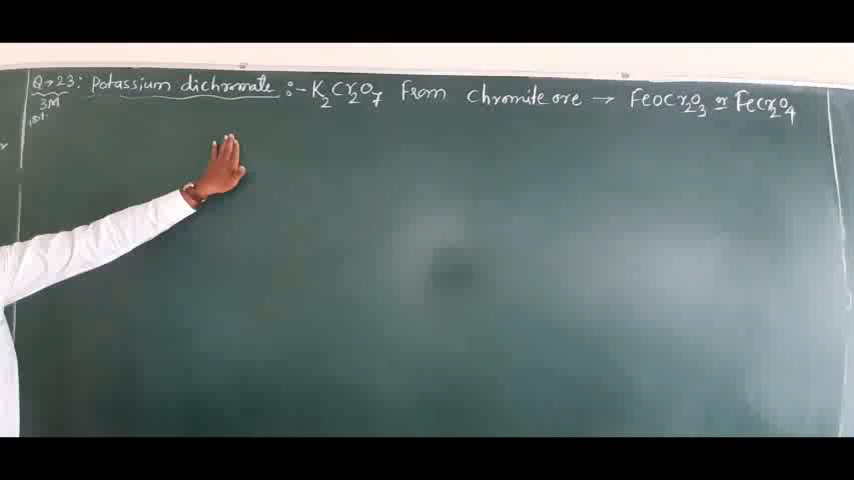 Q→23: Potassium dichromate :- K2Cr2O7 From Chromite ore → FeOCr2O3 or FeCr2O4
3M